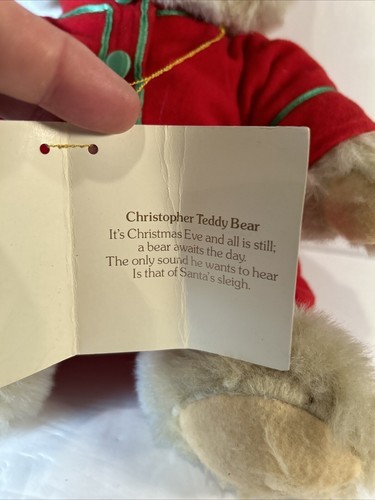 Christopher Teddy Bear
It's Christmas Eve and all is still;
a bear awaits the day.
The only sound he wants to hear
Is that of Santa's sleigh.